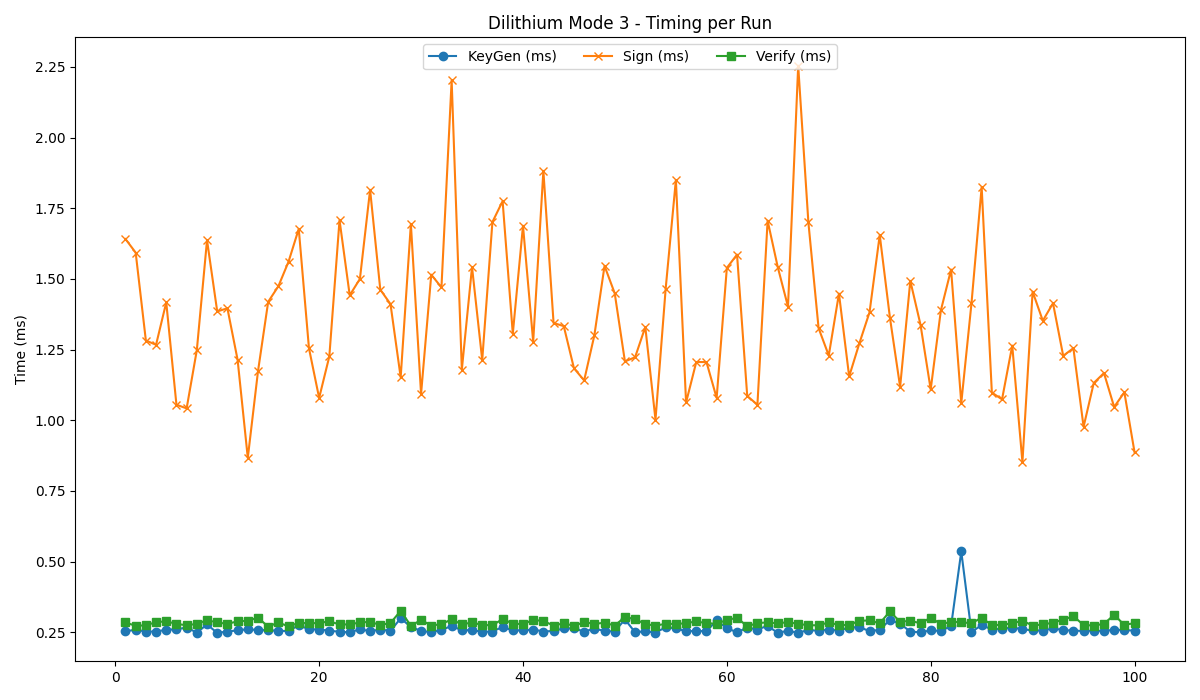 Dilithium Mode 3 - Timing per Run
KeyGen (ms) Sign (ms) Verify (ms)
Time (ms)
2.25
2.00
1.75
1.50
1.25
1.00
0.75
0.50
0.25
0 20 40 60 80 100